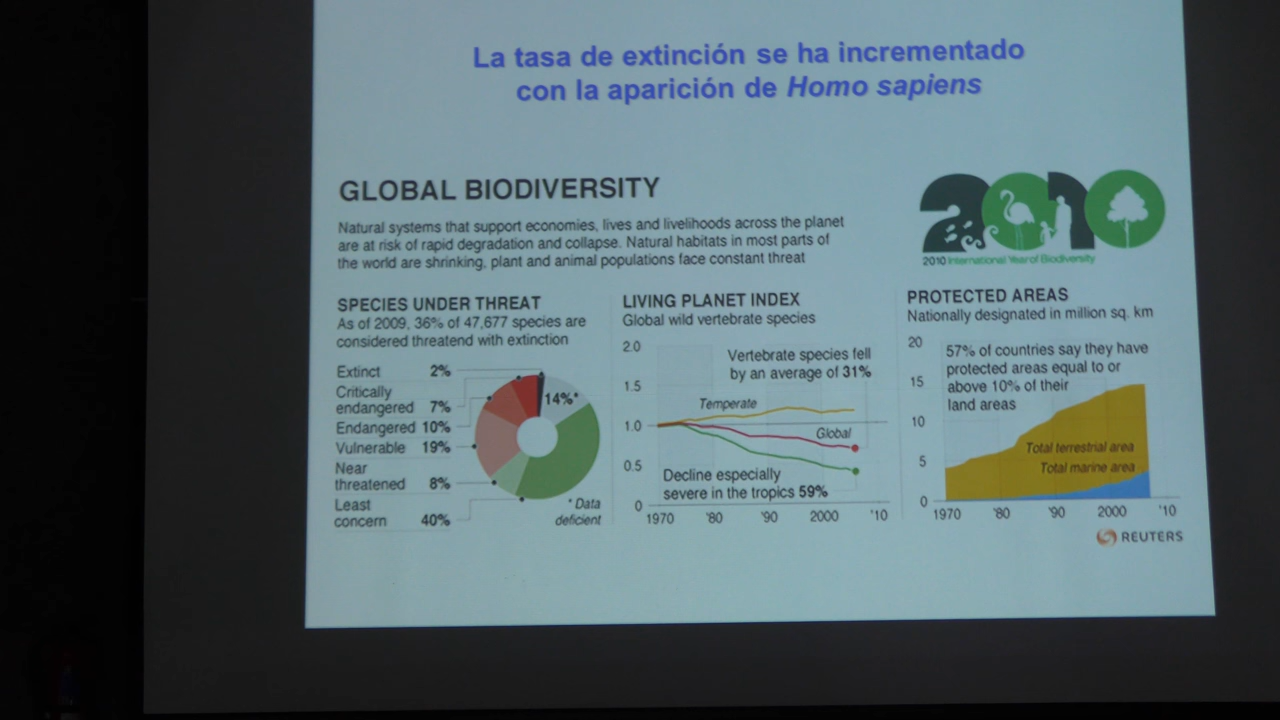 La tasa de extinción se ha incrementado
con la aparición de Homo sapiens
GLOBAL BIODIVERSITY
Natural systems that support economies, lives and livelihoods across the planet
are at risk of rapid degradation and collapse. Natural habitats in most parts of
the world are shrinking, plant and animal populations face constant threat
2010
2010 International Year of Biodiversity
SPECIES UNDER THREAT
As of 2009, 36% of 47,677 species are
considered threatend with extinction
Extinct 2%
Critically
endangered 7%
Endangered 10%
Vulnerable 19%
Near
threatened 8%
Least
concern 40%
14%*
* Data
deficient
LIVING PLANET INDEX
Global wild vertebrate species
2.0
1.5
1.0
0.5
0
Vertebrate species fell
by an average of 31%
Temperate
Global
Decline especially
severe in the tropics 59%
1970 '80 '90 2000 '10
PROTECTED AREAS
Nationally designated in million sq. km
20
15
10
5
0
57% of countries say they have
protected areas equal to or
above 10% of their
land areas
Total terrestrial area
Total marine area
1970 '80 '90 2000 '10
REUTERS